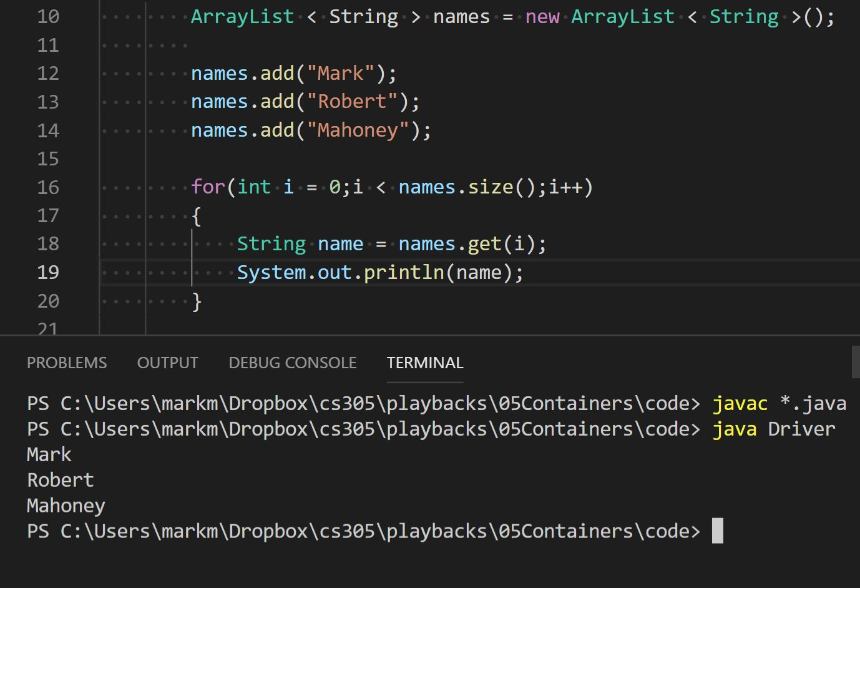 10 ArrayList < String > names = new ArrayList < String >();
11
12 names.add("Mark");
13 names.add("Robert");
14 names.add("Mahoney");
15
16 for(int i = 0;i < names.size();i++)
17 {
18 String name = names.get(i);
19 System.out.println(name);
20 }
21
PROBLEMS OUTPUT DEBUG CONSOLE TERMINAL
PS C:\Users\markm\Dropbox\cs305\playbacks\05Containers\code> javac *.java
PS C:\Users\markm\Dropbox\cs305\playbacks\05Containers\code> java Driver
Mark
Robert
Mahoney
PS C:\Users\markm\Dropbox\cs305\playbacks\05Containers\code>